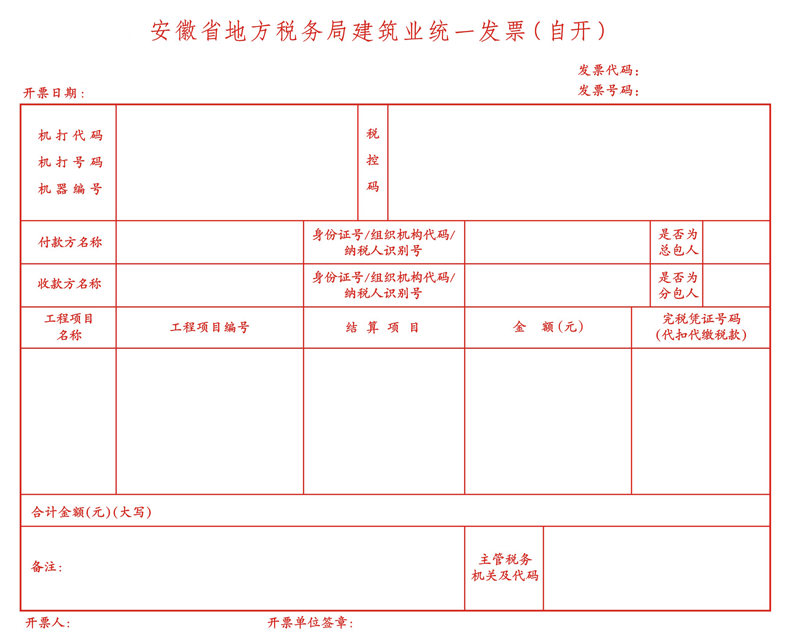 安徽省地方税务局建筑业统一发票(自开)
发票代码:
开票日期:
发票号码:
机打代码
机打号码
机器编号
税
控
码
付款方名称
身份证号/组织机构代码/
纳税人识别号
是否为
总包人
收款方名称
身份证号/组织机构代码/
纳税人识别号
是否为
分包人
工程项目
名称
工程项目编号
结算项目
金 额(元)
完税凭证号码
(代扣代缴税款)
合计金额(元)(大写)
备注:
主管税务
机关及代码
开票人:
开票单位签章: